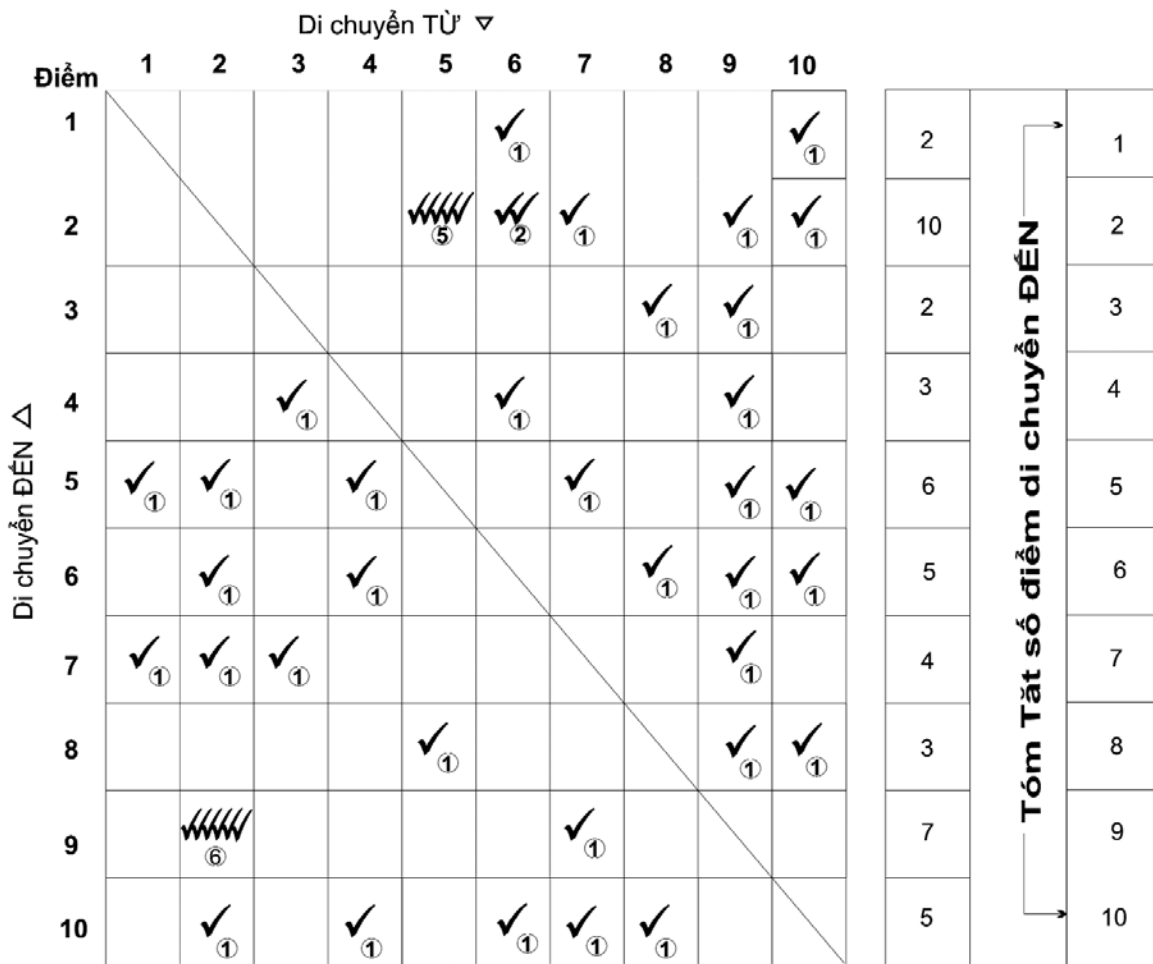 Di chuyển TỪ ▽
Điểm 1 2 3 4 5 6 7 8 9 10
1 ✓① ✓① 2 1
2 ✓✓✓✓✓⑤ ✓✓② ✓① ✓① ✓① 10 2
3 ✓① ✓① 2 3
4 ✓① ✓① ✓① 3 4
5 ✓① ✓① ✓① ✓① ✓① ✓① 6 5
6 ✓① ✓① ✓① ✓① ✓① 5 6
7 ✓① ✓① ✓① ✓① 4 7
8 ✓① ✓① ✓① 3 8
9 ✓✓✓✓✓✓⑥ ✓① 7 9
10 ✓① ✓① ✓① ✓① ✓① 5 10
Di chuyển ĐẾN △
Tóm Tắt số điểm di chuyển ĐẾN